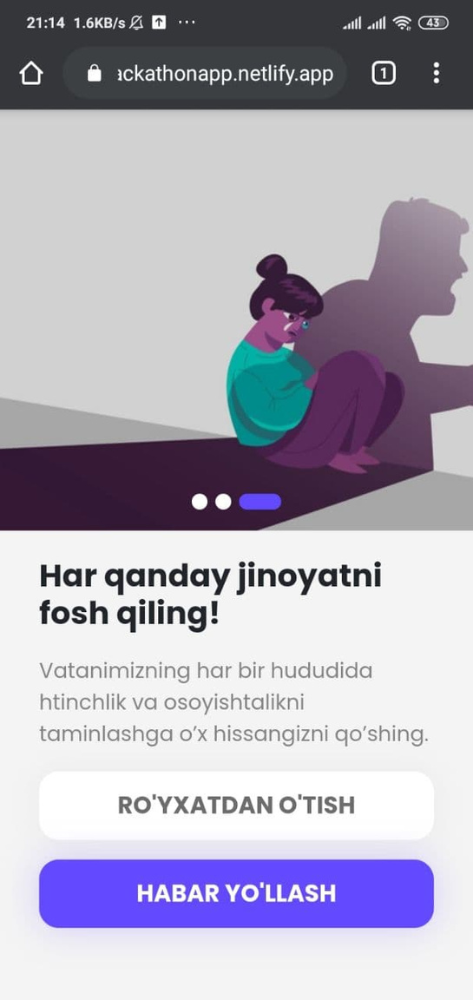 21:14 1.6KB/s ... 43
ackathonapp.netlify.app 1
Har qanday jinoyatni
fosh qiling!
Vatanimizning har bir hududida
htinchlik va osoyishtalikni
taminlashga o’x hissangizni qo’shing.
RO'YXATDAN O'TISH
HABAR YO'LLASH